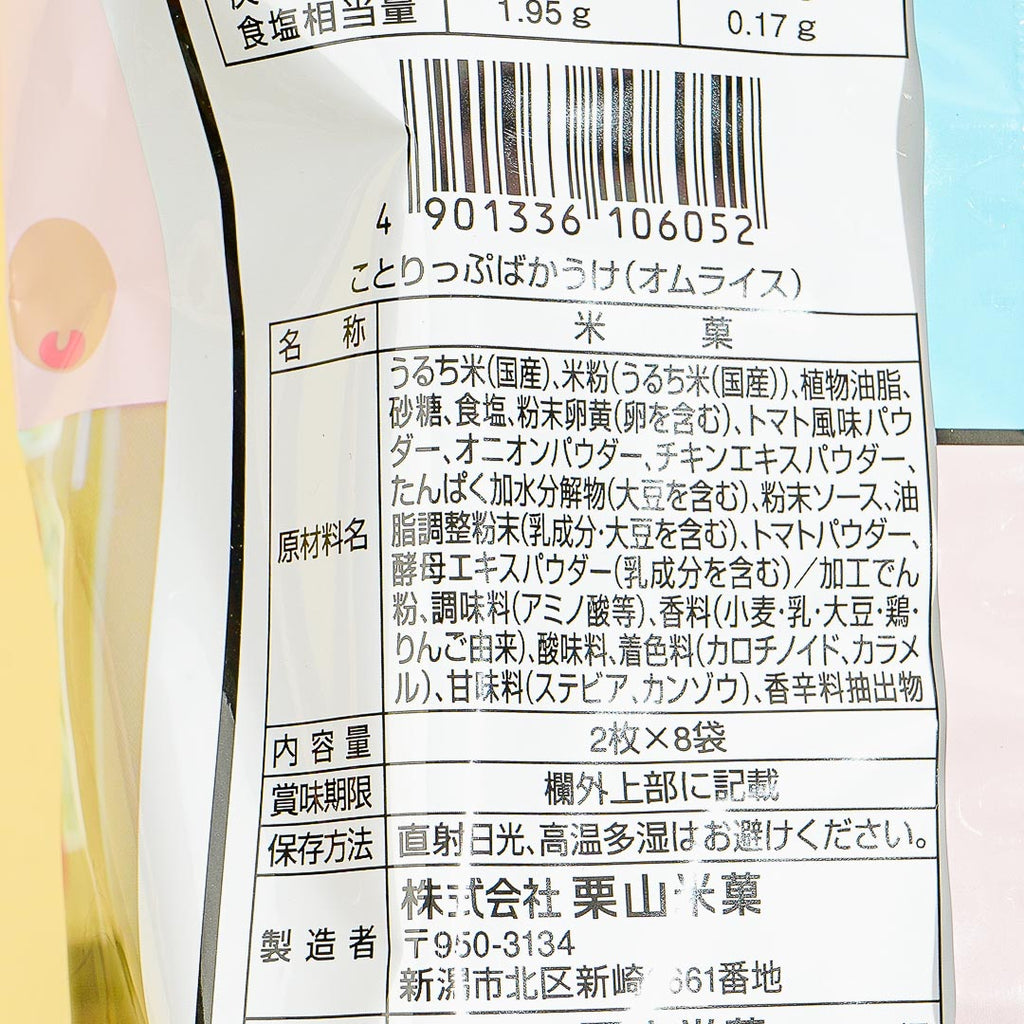 食塩相当量 1.95g 0.17g
4 901336 106052
ことりっぷばかうけ(オムライス)
名称 米菓
原材料名
うるち米(国産)、米粉(うるち米(国産))、植物油脂、
砂糖、食塩、粉末卵黄(卵を含む)、トマト風味パウ
ダー、オニオンパウダー、チキンエキスパウダー、
たんぱく加水分解物(大豆を含む)、粉末ソース、油
脂調整粉末(乳成分・大豆を含む)、トマトパウダー、
酵母エキスパウダー(乳成分を含む)/加工でん
粉、調味料(アミノ酸等)、香料(小麦・乳・大豆・鶏・
りんご由来)、酸味料、着色料(カロチノイド、カラメ
ル)、甘味料(ステビア、カンゾウ)、香辛料抽出物
内容量 2枚×8袋
賞味期限 欄外上部に記載
保存方法 直射日光、高温多湿はお避けください。
製造者 株式会社 栗山米菓
〒950-3134
新潟市北区新崎 661番地